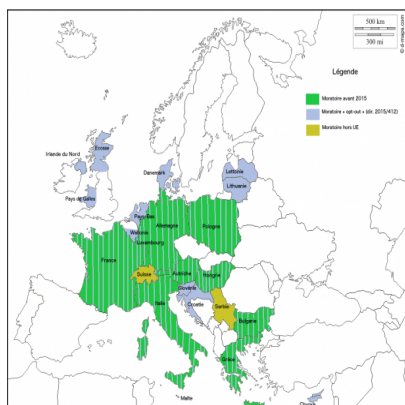 500 km
300 mi
© d-maps.com
Légende
Moratoire avant 2015
Moratoire « opt-out » (dir. 2015/412)
Moratoire hors UE
Ecosse
Irlande du Nord
Danemark
Lettonie
Lithuanie
Pays de Galles
Pays-Bas
Allemagne
Pologne
Wallonie
Luxembourg
France
Suisse
Autriche
Hongrie
Slovénie
Croatie
Italie
Serbie
Bulgarie
Grèce
Malte
Chypre